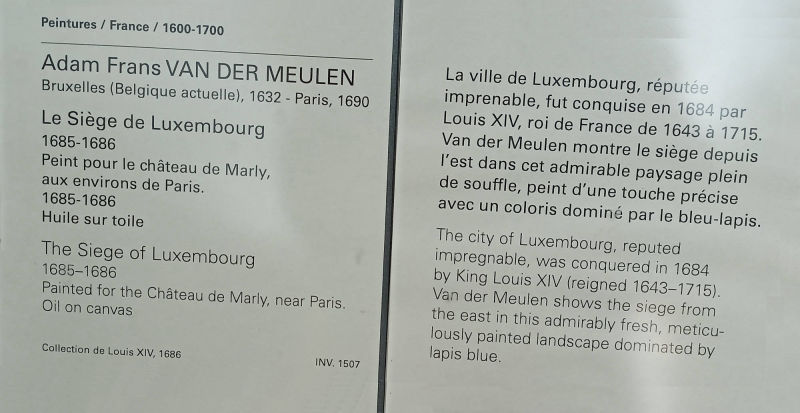 Peintures / France / 1600-1700
Adam Frans VAN DER MEULEN
Bruxelles (Belgique actuelle), 1632 - Paris, 1690
Le Siège de Luxembourg
1685-1686
Peint pour le château de Marly,
aux environs de Paris.
1685-1686
Huile sur toile
The Siege of Luxembourg
1685–1686
Painted for the Château de Marly, near Paris.
Oil on canvas
Collection de Louis XIV, 1686
INV. 1507
La ville de Luxembourg, réputée
imprenable, fut conquise en 1684 par
Louis XIV, roi de France de 1643 à 1715.
Van der Meulen montre le siège depuis
l'est dans cet admirable paysage plein
de souffle, peint d'une touche précise
avec un coloris dominé par le bleu-lapis.
The city of Luxembourg, reputed
impregnable, was conquered in 1684
by King Louis XIV (reigned 1643–1715).
Van der Meulen shows the siege from
the east in this admirably fresh, meticu-
lously painted landscape dominated by
lapis blue.